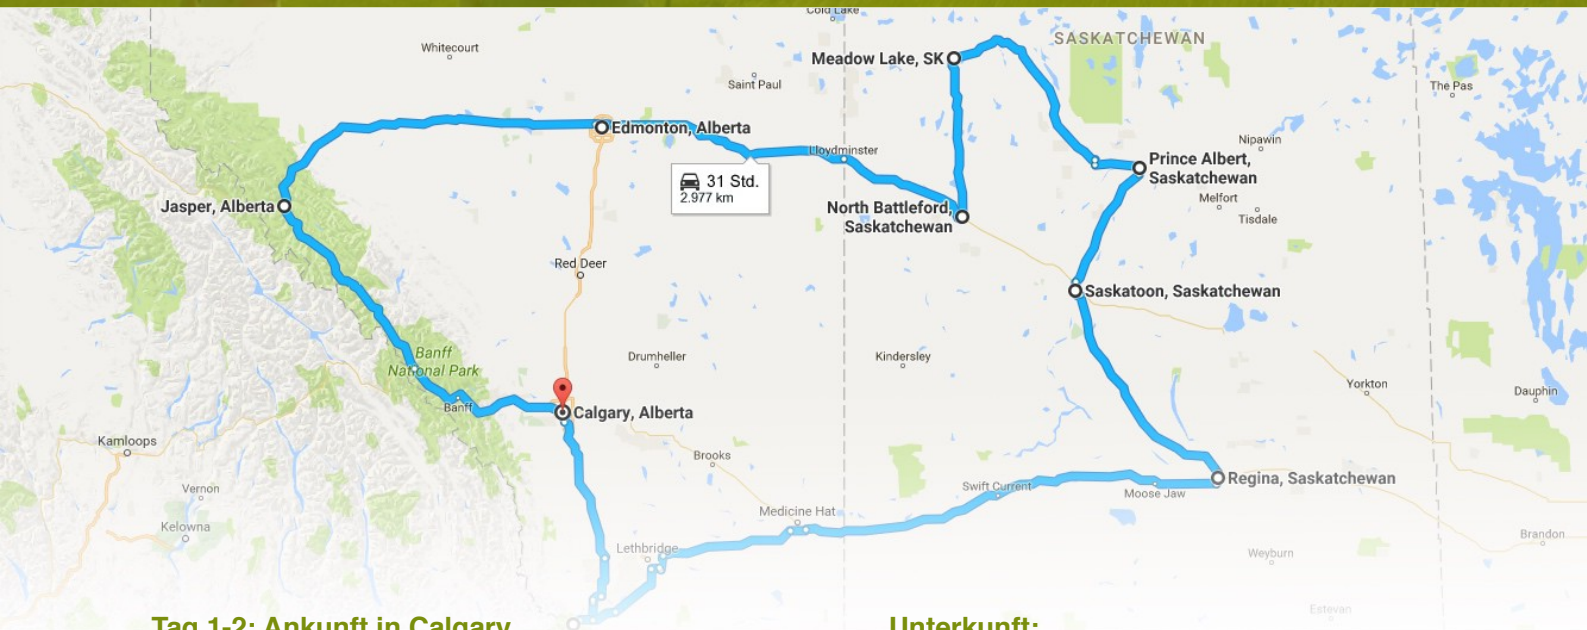 Cold Lake
SASKATCHEWAN
Whitecourt
Meadow Lake, SK
Saint Paul
The Pas
Edmonton, Alberta
Nipawin
Lloydminster
Prince Albert,
Saskatchewan
31 Std.
2.977 km
Melfort
Tisdale
Jasper, Alberta
North Battleford,
Saskatchewan
Red Deer
Saskatoon, Saskatchewan
Banff
National Park
Drumheller
Kindersley
Yorkton
Dauphin
Banff
Calgary, Alberta
Kamloops
Brooks
Regina, Saskatchewan
Swift Current
Moose Jaw
Vernon
Medicine Hat
Kelowna
Brandon
Lethbridge
Weyburn
Estevan
Tag 1-2: Ankunft in Calgary
Unterkunft: